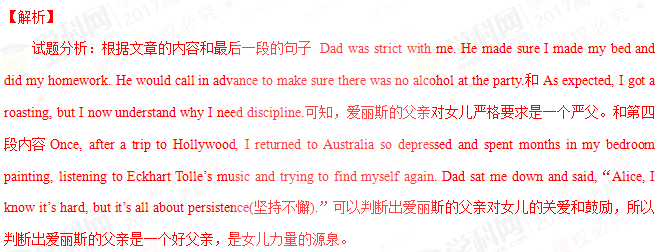 【解析】
试题分析：根据文章的内容和最后一段的句子 Dad was strict with me. He made sure I made my bed and
did my homework. He would call in advance to make sure there was no alcohol at the party.和 As expected, I got a
roasting, but I now understand why I need discipline.可知，爱丽斯的父亲对女儿严格要求是一个严父。和第四
段内容 Once, after a trip to Hollywood, I returned to Australia so depressed and spent months in my bedroom
painting, listening to Eckhart Tolle’s music and trying to find myself again. Dad sat me down and said, “Alice, I
know it’s hard, but it’s all about persistence(坚持不懈).” 可以判断出爱丽斯的父亲对女儿的关爱和鼓励，所以
判断出爱丽斯的父亲是一个好父亲，是女儿力量的源泉。